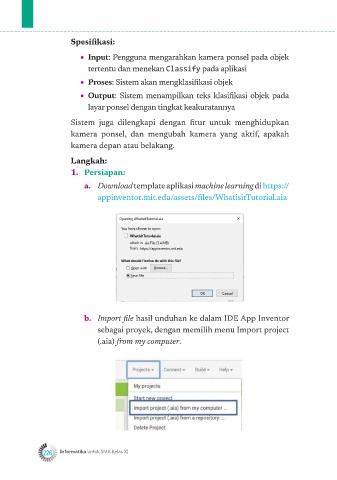 Spesifikasi:
• Input: Pengguna mengarahkan kamera ponsel pada objek
tertentu dan menekan Classify pada aplikasi
• Proses: Sistem akan mengklasifikasi objek
• Output: Sistem menampilkan teks klasifikasi objek pada
layar ponsel dengan tingkat keakuratannya
Sistem juga dilengkapi dengan fitur untuk menghidupkan
kamera ponsel, dan mengubah kamera yang aktif, apakah
kamera depan atau belakang.
Langkah:
1. Persiapan:
a. Download template aplikasi machine learning di https://
appinventor.mit.edu/assets/files/WhatisitTutorial.aia
Opening WhatisitTutorial.aia
You have chosen to open:
WhatisitTutorial.aia
which is: aia File (1.4 MB)
from: https://appinventor.mit.edu
What should Firefox do with this file?
Open with Browse...
Save File
OK Cancel
b. Import file hasil unduhan ke dalam IDE App Inventor
sebagai proyek, dengan memilih menu Import project
(.aia) from my computer.
Projects Connect Build Help
My projects
Start new project
Import project (.aia) from my computer ...
Import project (.aia) from a repository ...
Delete Project
226 Informatika untuk SMA Kelas XI